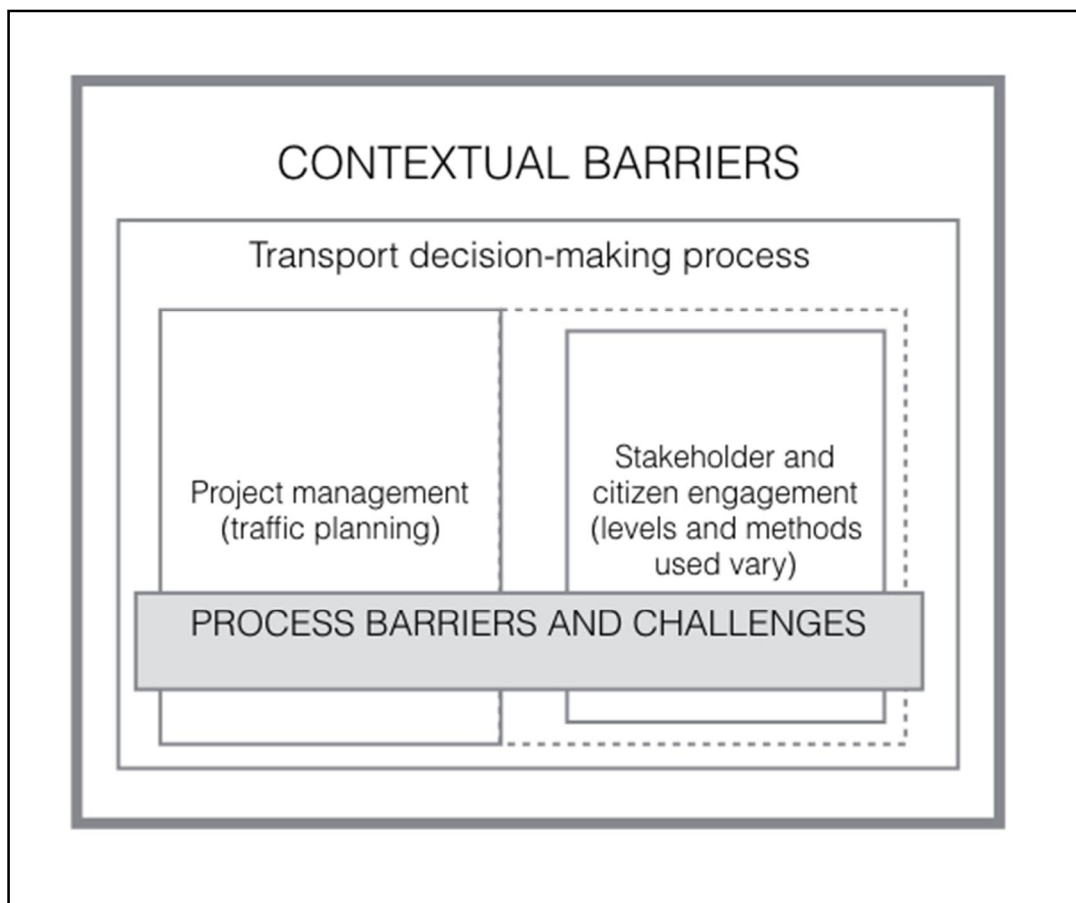 CONTEXTUAL BARRIERS
Transport decision-making process
Project management
(traffic planning)
Stakeholder and
citizen engagement
(levels and methods
used vary)
PROCESS BARRIERS AND CHALLENGES